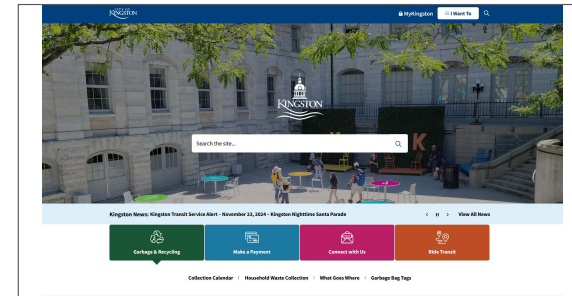 KINGSTON
MyKingston
I Want To
KINGSTON
K
Search the site...
Kingston News: Kingston Transit Service Alert – November 23, 2024 – Kingston Nighttime Santa Parade
View All News
Garbage & Recycling
Make a Payment
Connect with Us
Ride Transit
Collection Calendar | Household Waste Collection | What Goes Where | Garbage Bag Tags